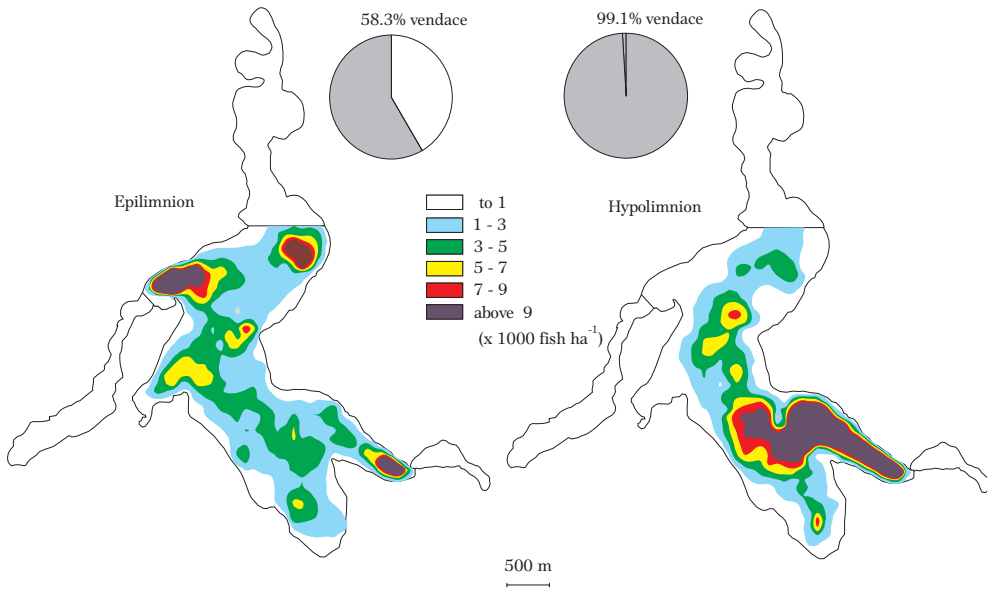 58.3% vendace
99.1% vendace
Epilimnion
Hypolimnion
to 1
1 - 3
3 - 5
5 - 7
7 - 9
above 9
(x 1000 fish ha⁻¹)
500 m